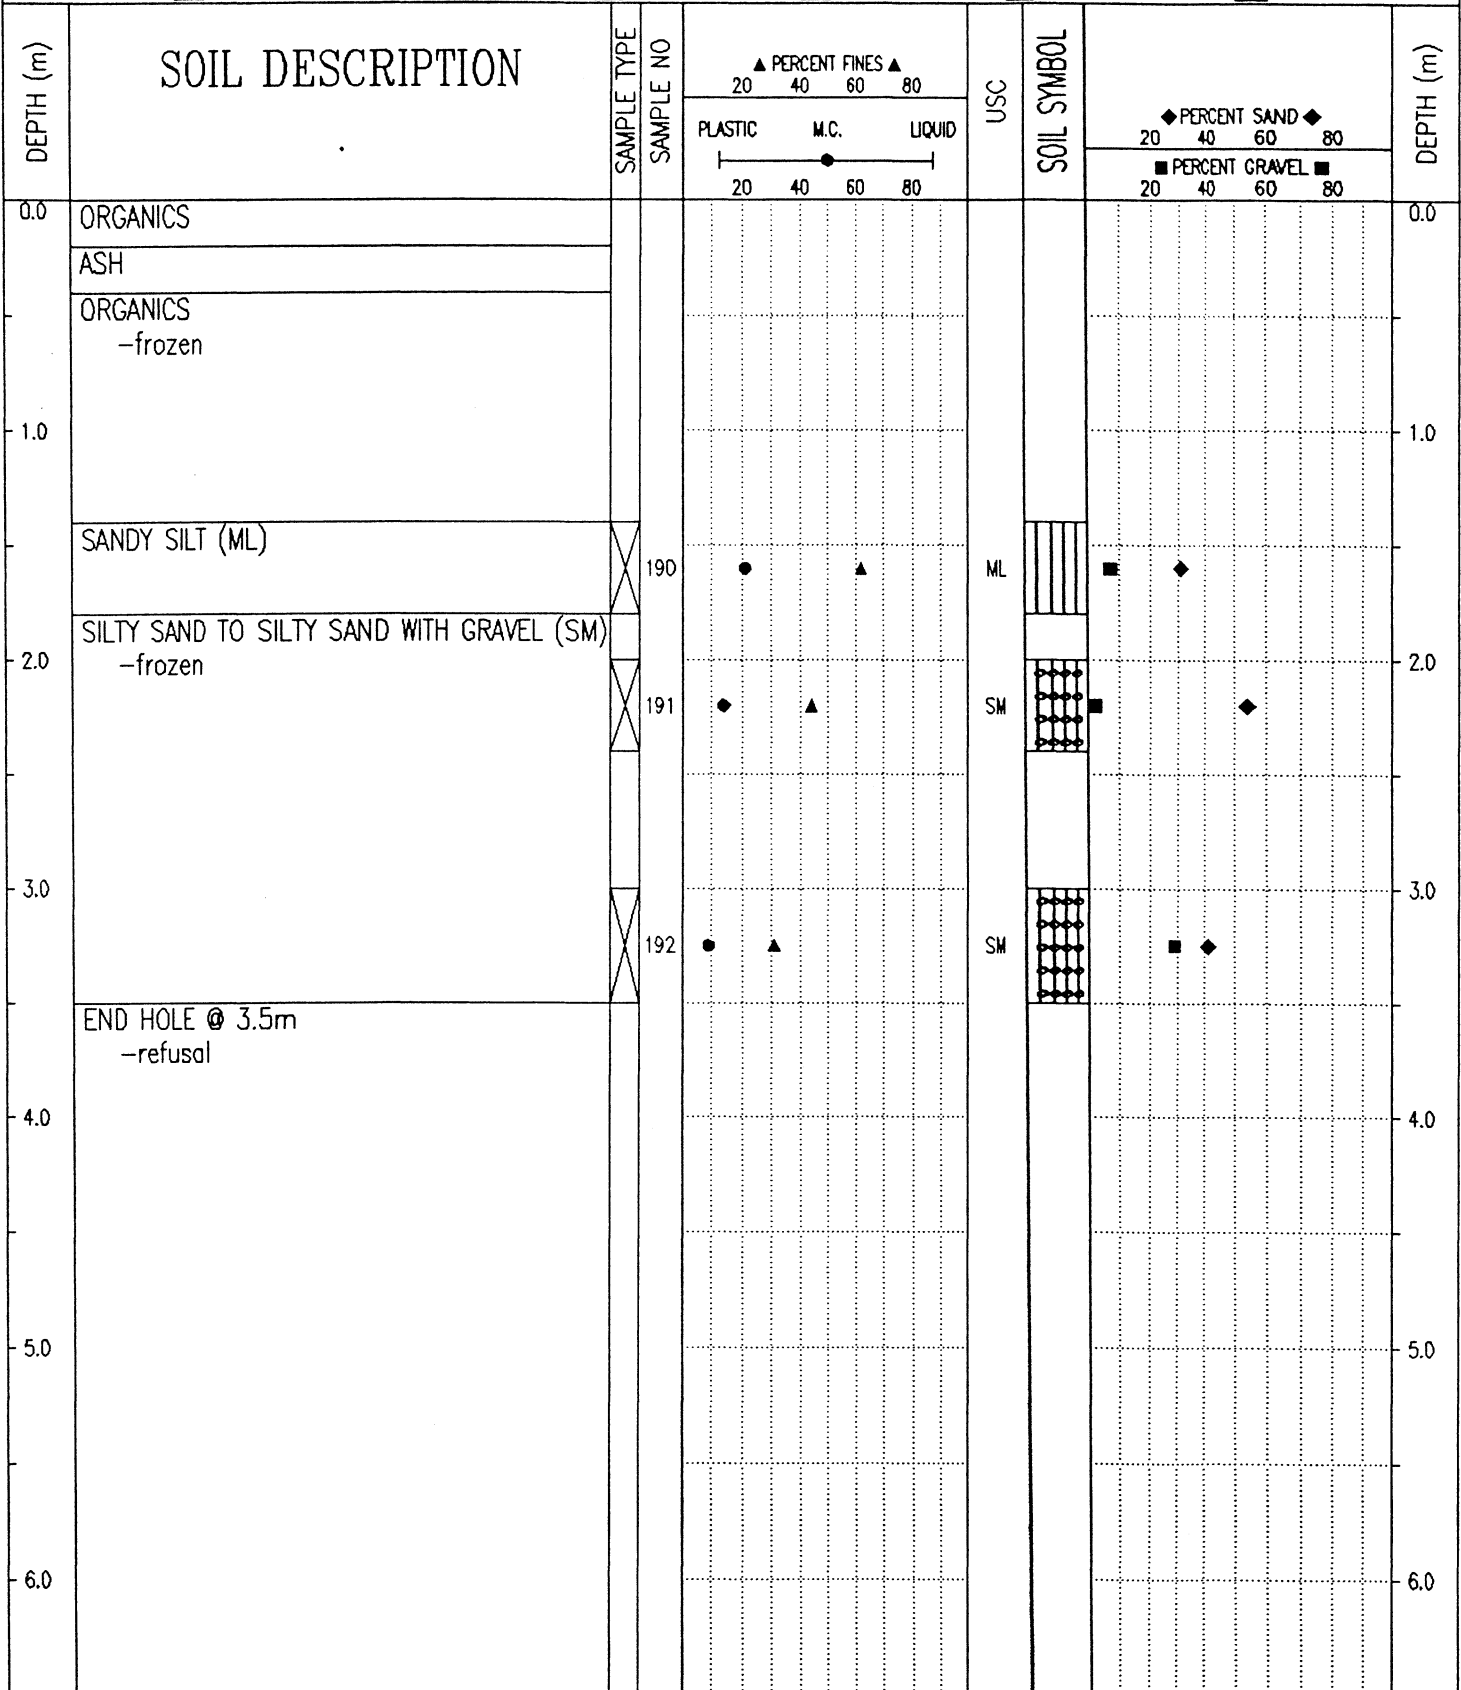 DEPTH (m)
SOIL DESCRIPTION
SAMPLE TYPE
SAMPLE NO
▲ PERCENT FINES ▲
20 40 60 80
PLASTIC M.C. LIQUID
20 40 60 80
USC
SOIL SYMBOL
◆ PERCENT SAND ◆
20 40 60 80
■ PERCENT GRAVEL ■
20 40 60 80
DEPTH (m)
0.0 ORGANICS 0.0
ASH
ORGANICS
-frozen
1.0 1.0
SANDY SILT (ML)
190 ML
SILTY SAND TO SILTY SAND WITH GRAVEL (SM)
2.0 -frozen 2.0
191 SM
3.0 3.0
192 SM
END HOLE @ 3.5m
-refusal
4.0 4.0
5.0 5.0
6.0 6.0